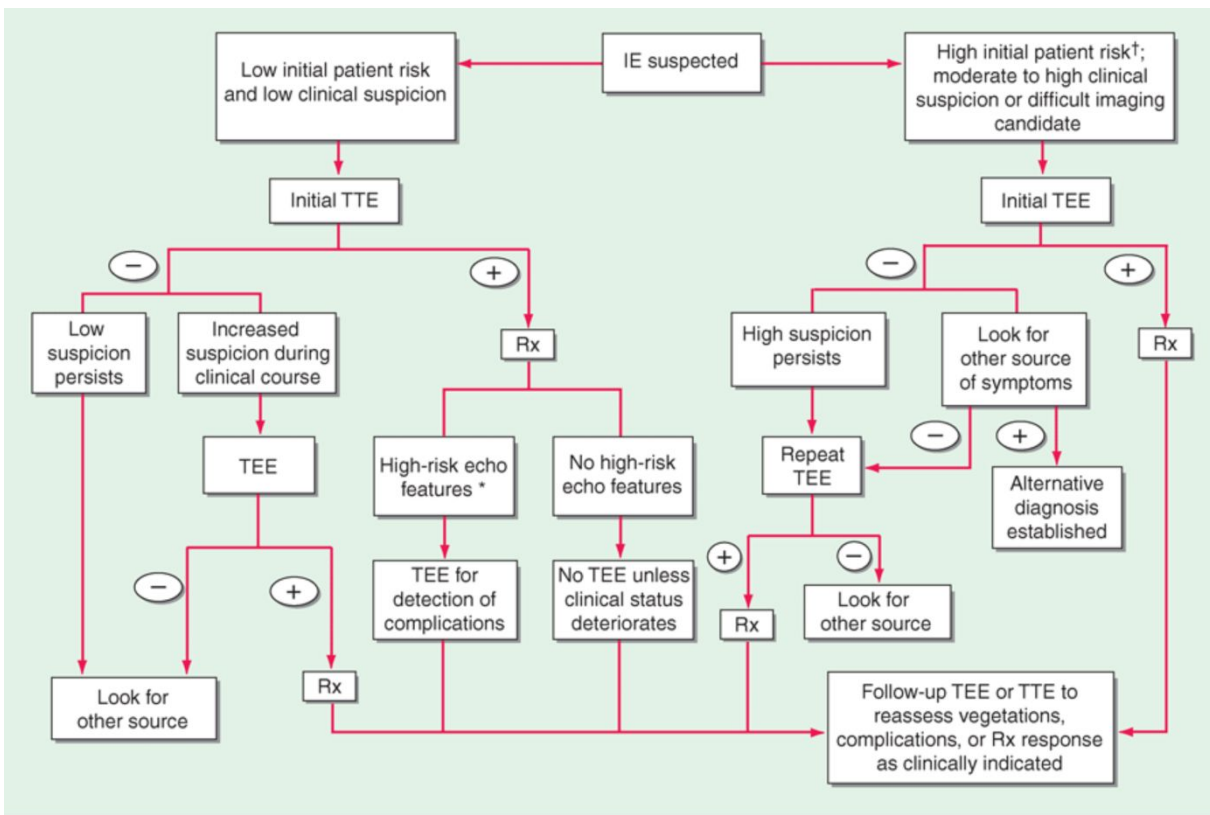 IE suspected
Low initial patient risk
and low clinical suspicion
High initial patient risk†;
moderate to high clinical
suspicion or difficult imaging
candidate
Initial TTE
Initial TEE
−
+
−
+
Low
suspicion
persists
Increased
suspicion during
clinical course
Rx
High suspicion
persists
Look for
other source
of symptoms
Rx
TEE
High-risk echo
features *
No high-risk
echo features
−
+
Repeat
TEE
Alternative
diagnosis
established
−
+
TEE for
detection of
complications
No TEE unless
clinical status
deteriorates
+
−
Rx
Look for
other source
Look for
other source
Rx
Follow-up TEE or TTE to
reassess vegetations,
complications, or Rx response
as clinically indicated